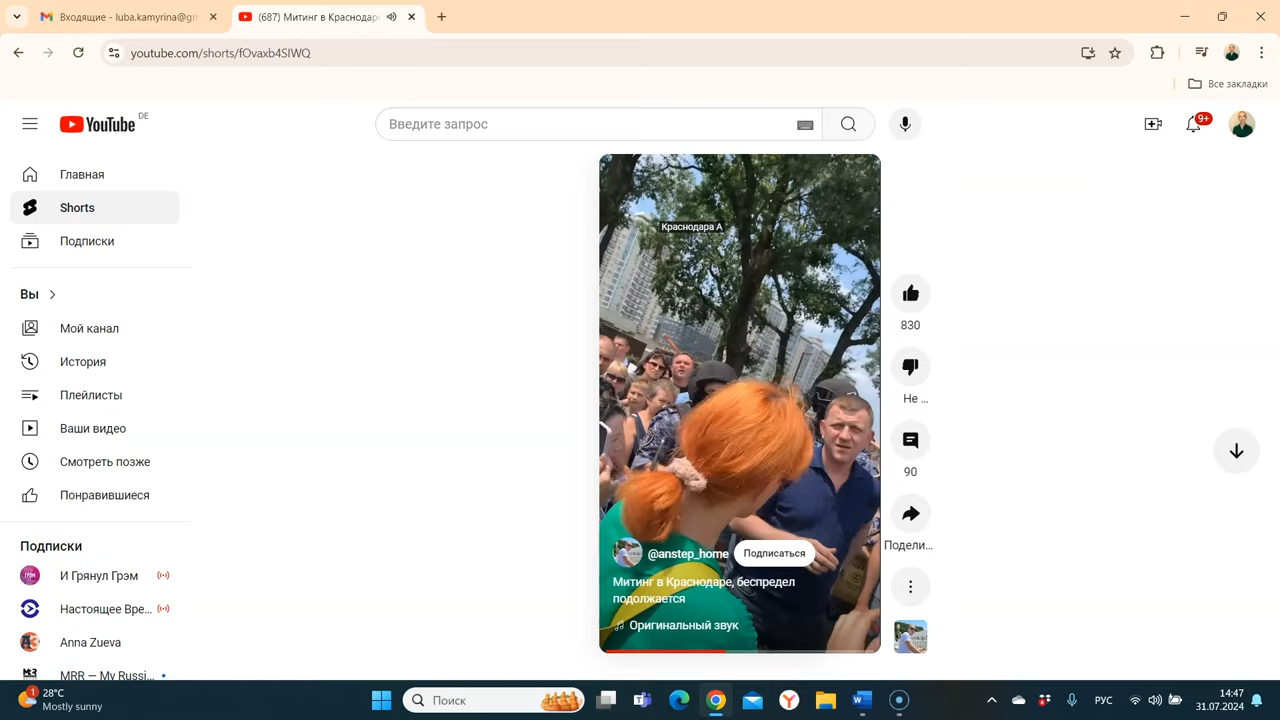 Входящие - luba.kamyrina@gm
(687) Митинг в Краснодар
youtube.com/shorts/fOvaxb4SIWQ
Все закладки
YouTube DE
Введите запрос
9+
Главная
Shorts
Подписки
Вы
Мой канал
История
Плейлисты
Ваши видео
Смотреть позже
Понравившиеся
Подписки
И Грянул Грэм
Настоящее Вре...
Anna Zueva
MRR — My Russi...
Краснодара А
830
Не ...
90
Подели...
@anstep_home Подписаться
Митинг в Краснодаре, беспредел
подолжается
Оригинальный звук
1
28°C
Mostly sunny
Поиск
РУС
14:47
31.07.2024